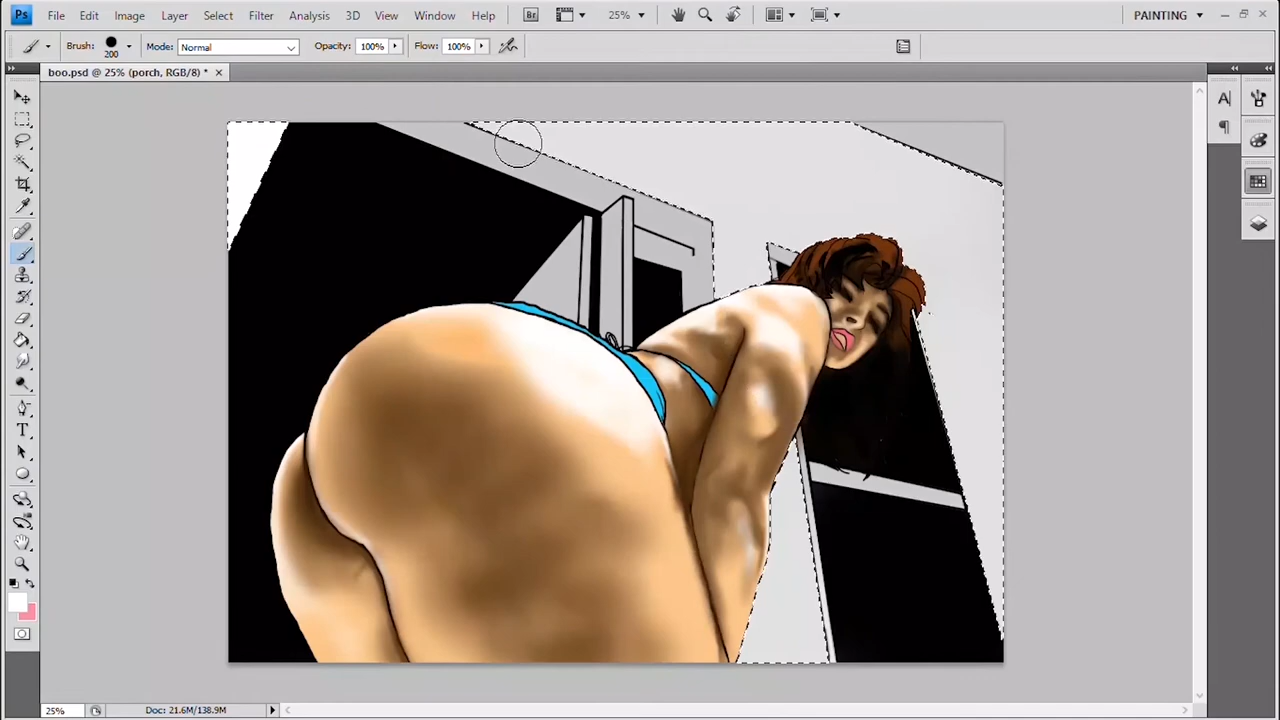 Ps File Edit Image Layer Select Filter Analysis 3D View Window Help Br 25% PAINTING
Brush: 200 Mode: Normal Opacity: 100% Flow: 100%
boo.psd @ 25% (porch, RGB/8) *
A
T
25% Doc: 21.6M/138.9M